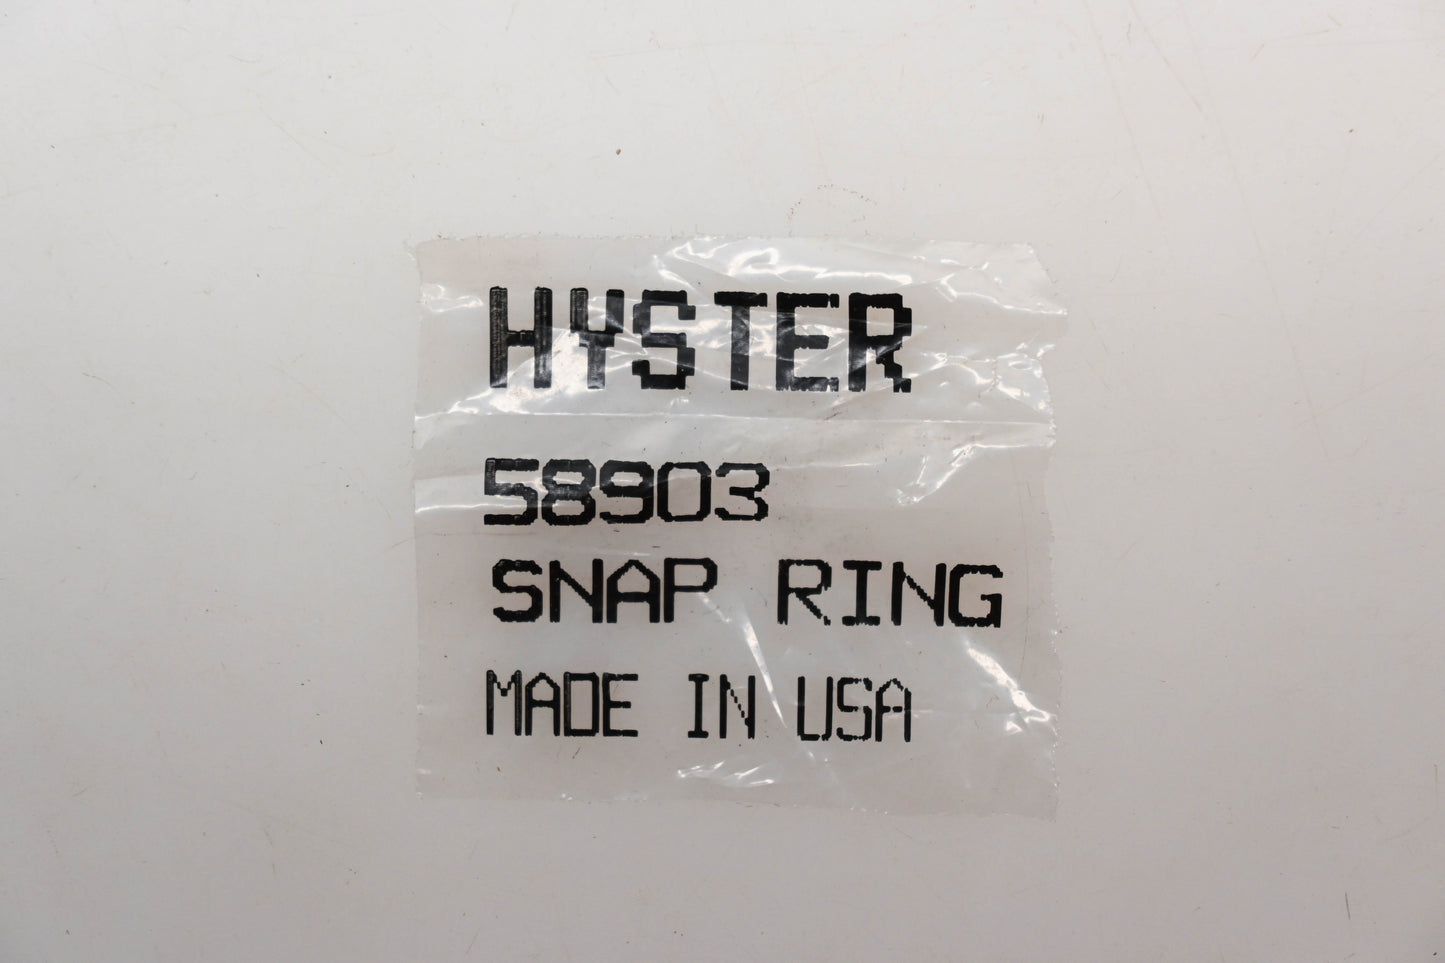 HYSTER
58903
SNAP RING
MADE IN USA